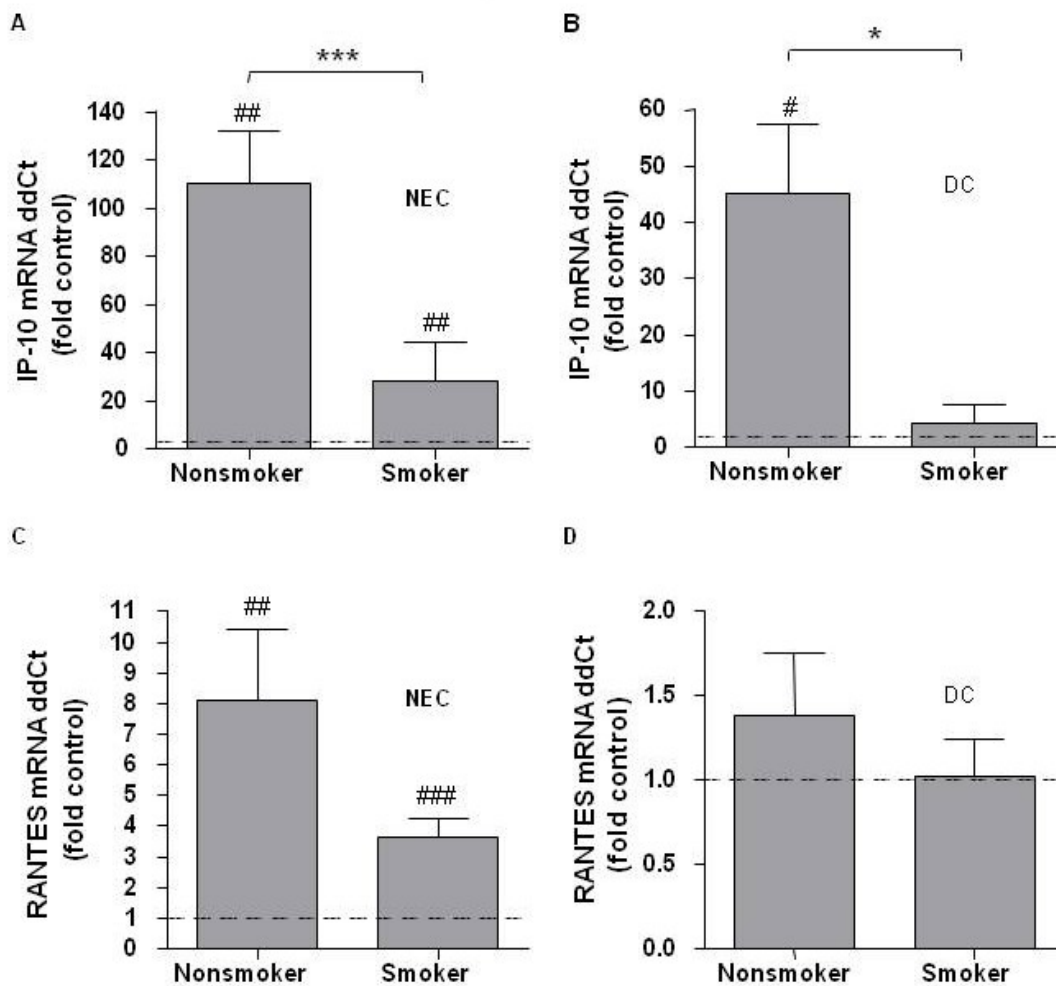 A
***
IP-10 mRNA ddCt
(fold control)
140
120
100
80
60
40
20
0
##
NEC
##
Nonsmoker
Smoker
B
*
IP-10 mRNA ddCt
(fold control)
60
50
40
30
20
10
0
#
DC
Nonsmoker
Smoker
C
RANTES mRNA ddCt
(fold control)
11
10
9
8
7
6
5
4
3
2
1
0
##
NEC
###
Nonsmoker
Smoker
D
RANTES mRNA ddCt
(fold control)
2.0
1.5
1.0
0.5
0.0
DC
Nonsmoker
Smoker